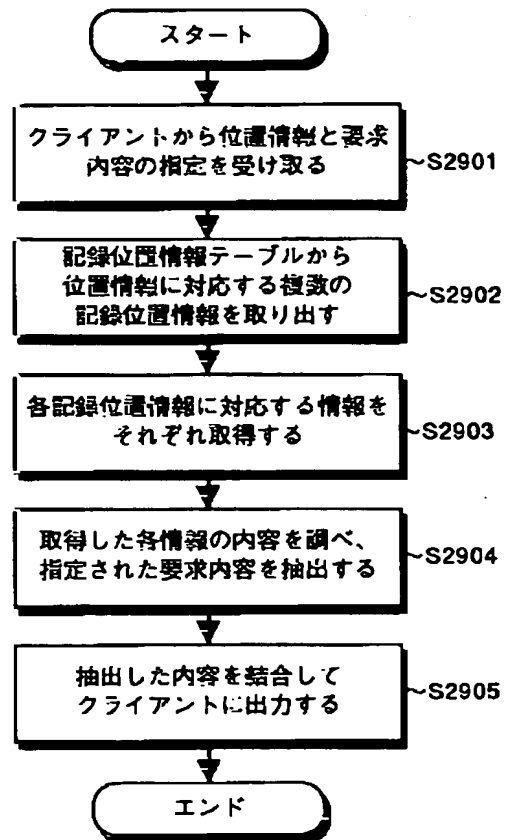 スタート
クライアントから位置情報と要求
内容の指定を受け取る
~S2901
記録位置情報テーブルから
位置情報に対応する複数の
記録位置情報を取り出す
~S2902
各記録位置情報に対応する情報を
それぞれ取得する
~S2903
取得した各情報の内容を調べ、
指定された要求内容を抽出する
~S2904
抽出した内容を結合して
クライアントに出力する
~S2905
エンド